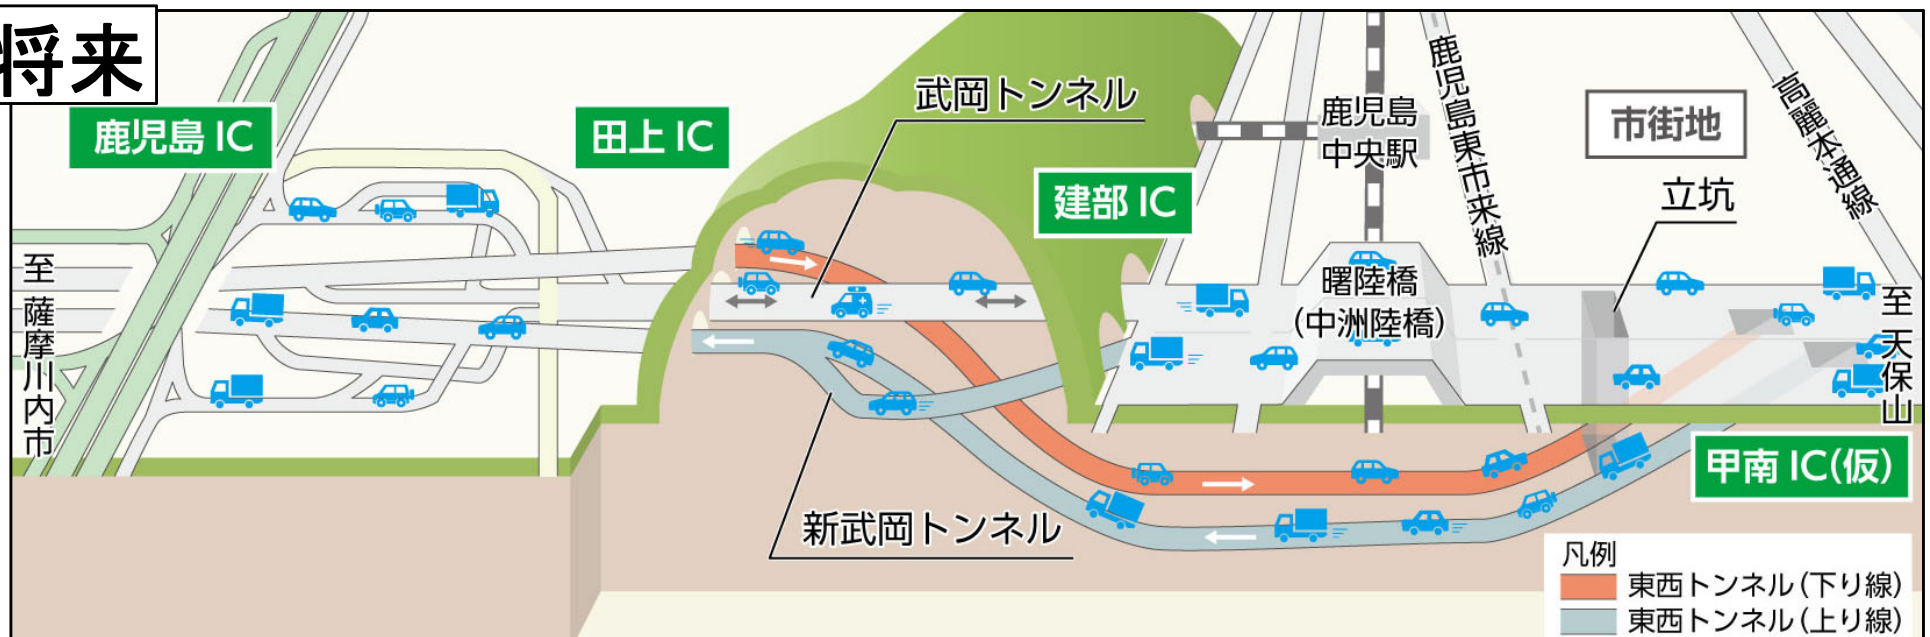 将来
鹿児島 IC
田上 IC
武岡トンネル
建部 IC
鹿児島
中央駅
鹿児島東市来線
市街地
高麗本通線
立坑
至 薩摩川内市
曙陸橋
(中洲陸橋)
至 天保山
甲南 IC(仮)
新武岡トンネル
凡例
東西トンネル(下り線)
東西トンネル(上り線)